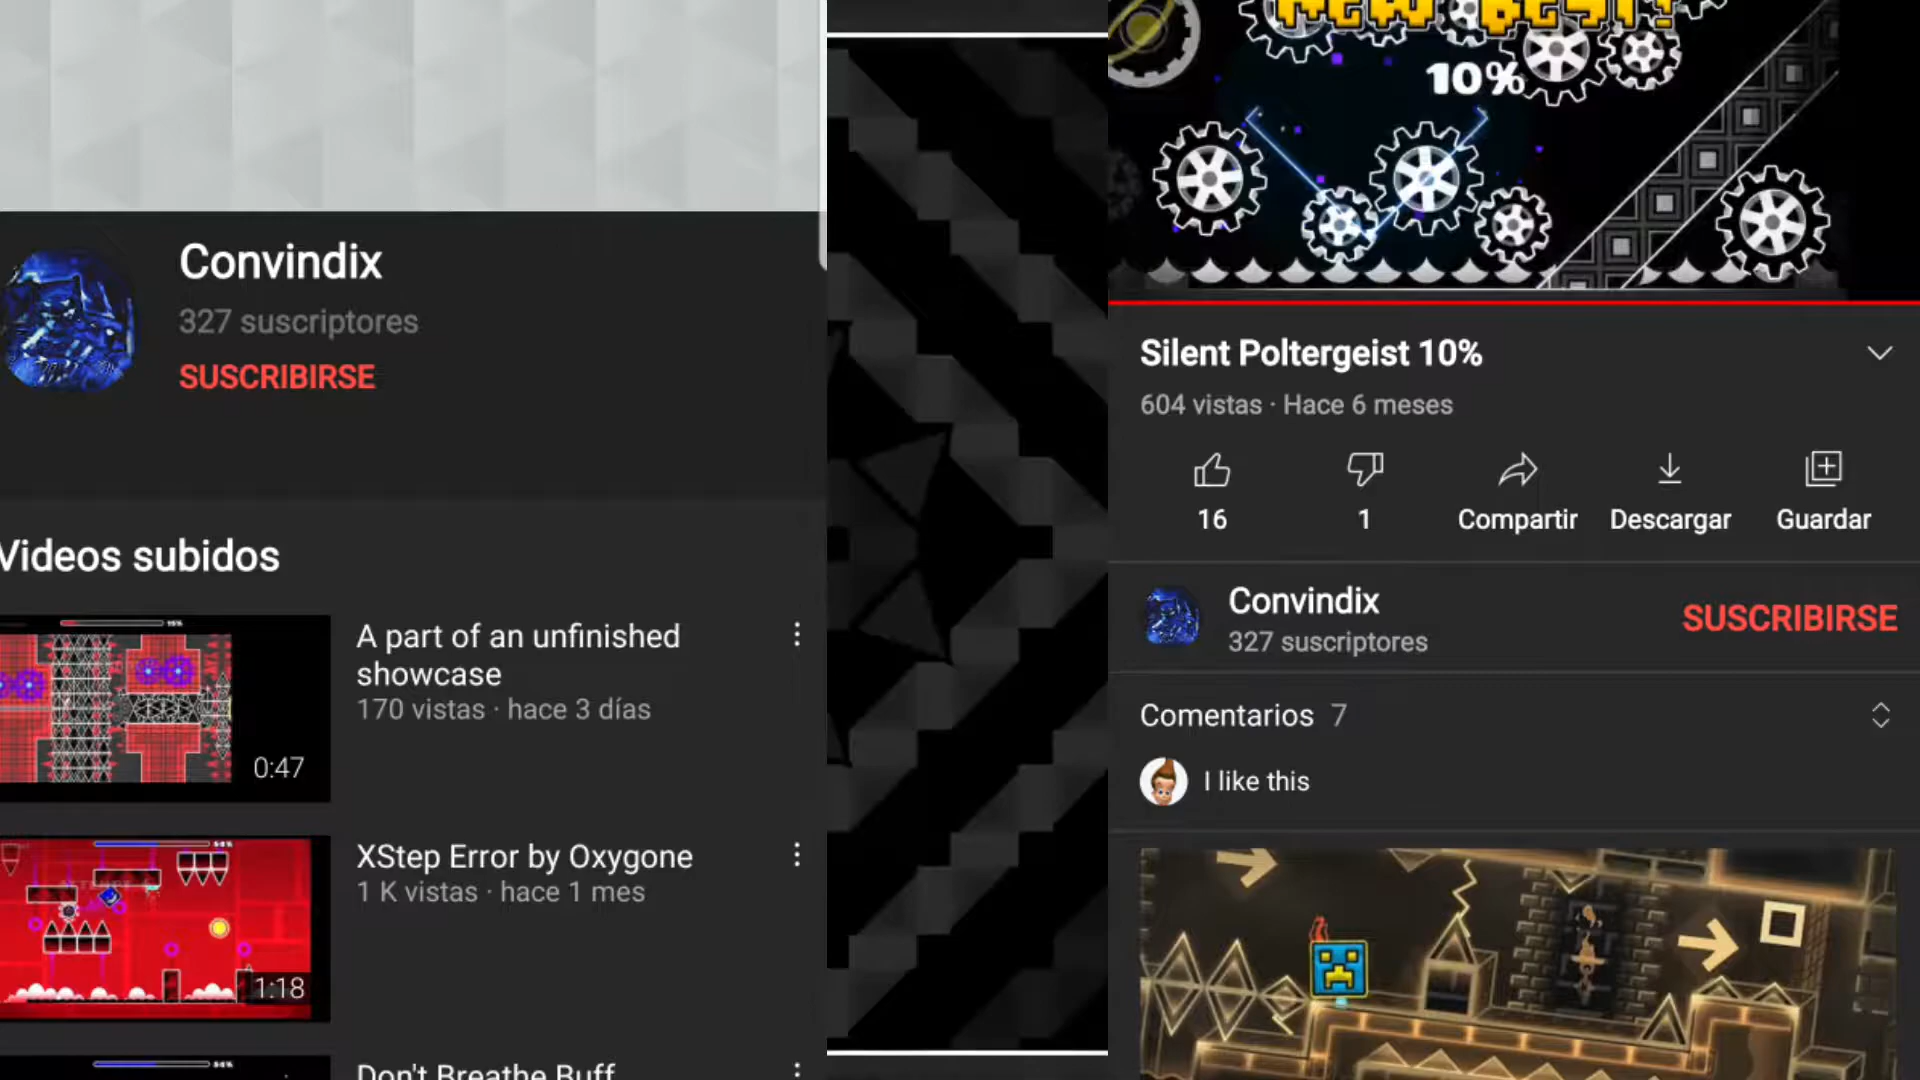 Convindix
327 suscriptores
SUSCRIBIRSE
Videos subidos
A part of an unfinished
showcase
170 vistas · hace 3 días
0:47
XStep Error by Oxygone
1 K vistas · hace 1 mes
1:18
Don't Breathe Buff
New Best!
10%
Silent Poltergeist 10%
604 vistas · Hace 6 meses
16
1
Compartir
Descargar
Guardar
Convindix
327 suscriptores
SUSCRIBIRSE
Comentarios 7
I like this